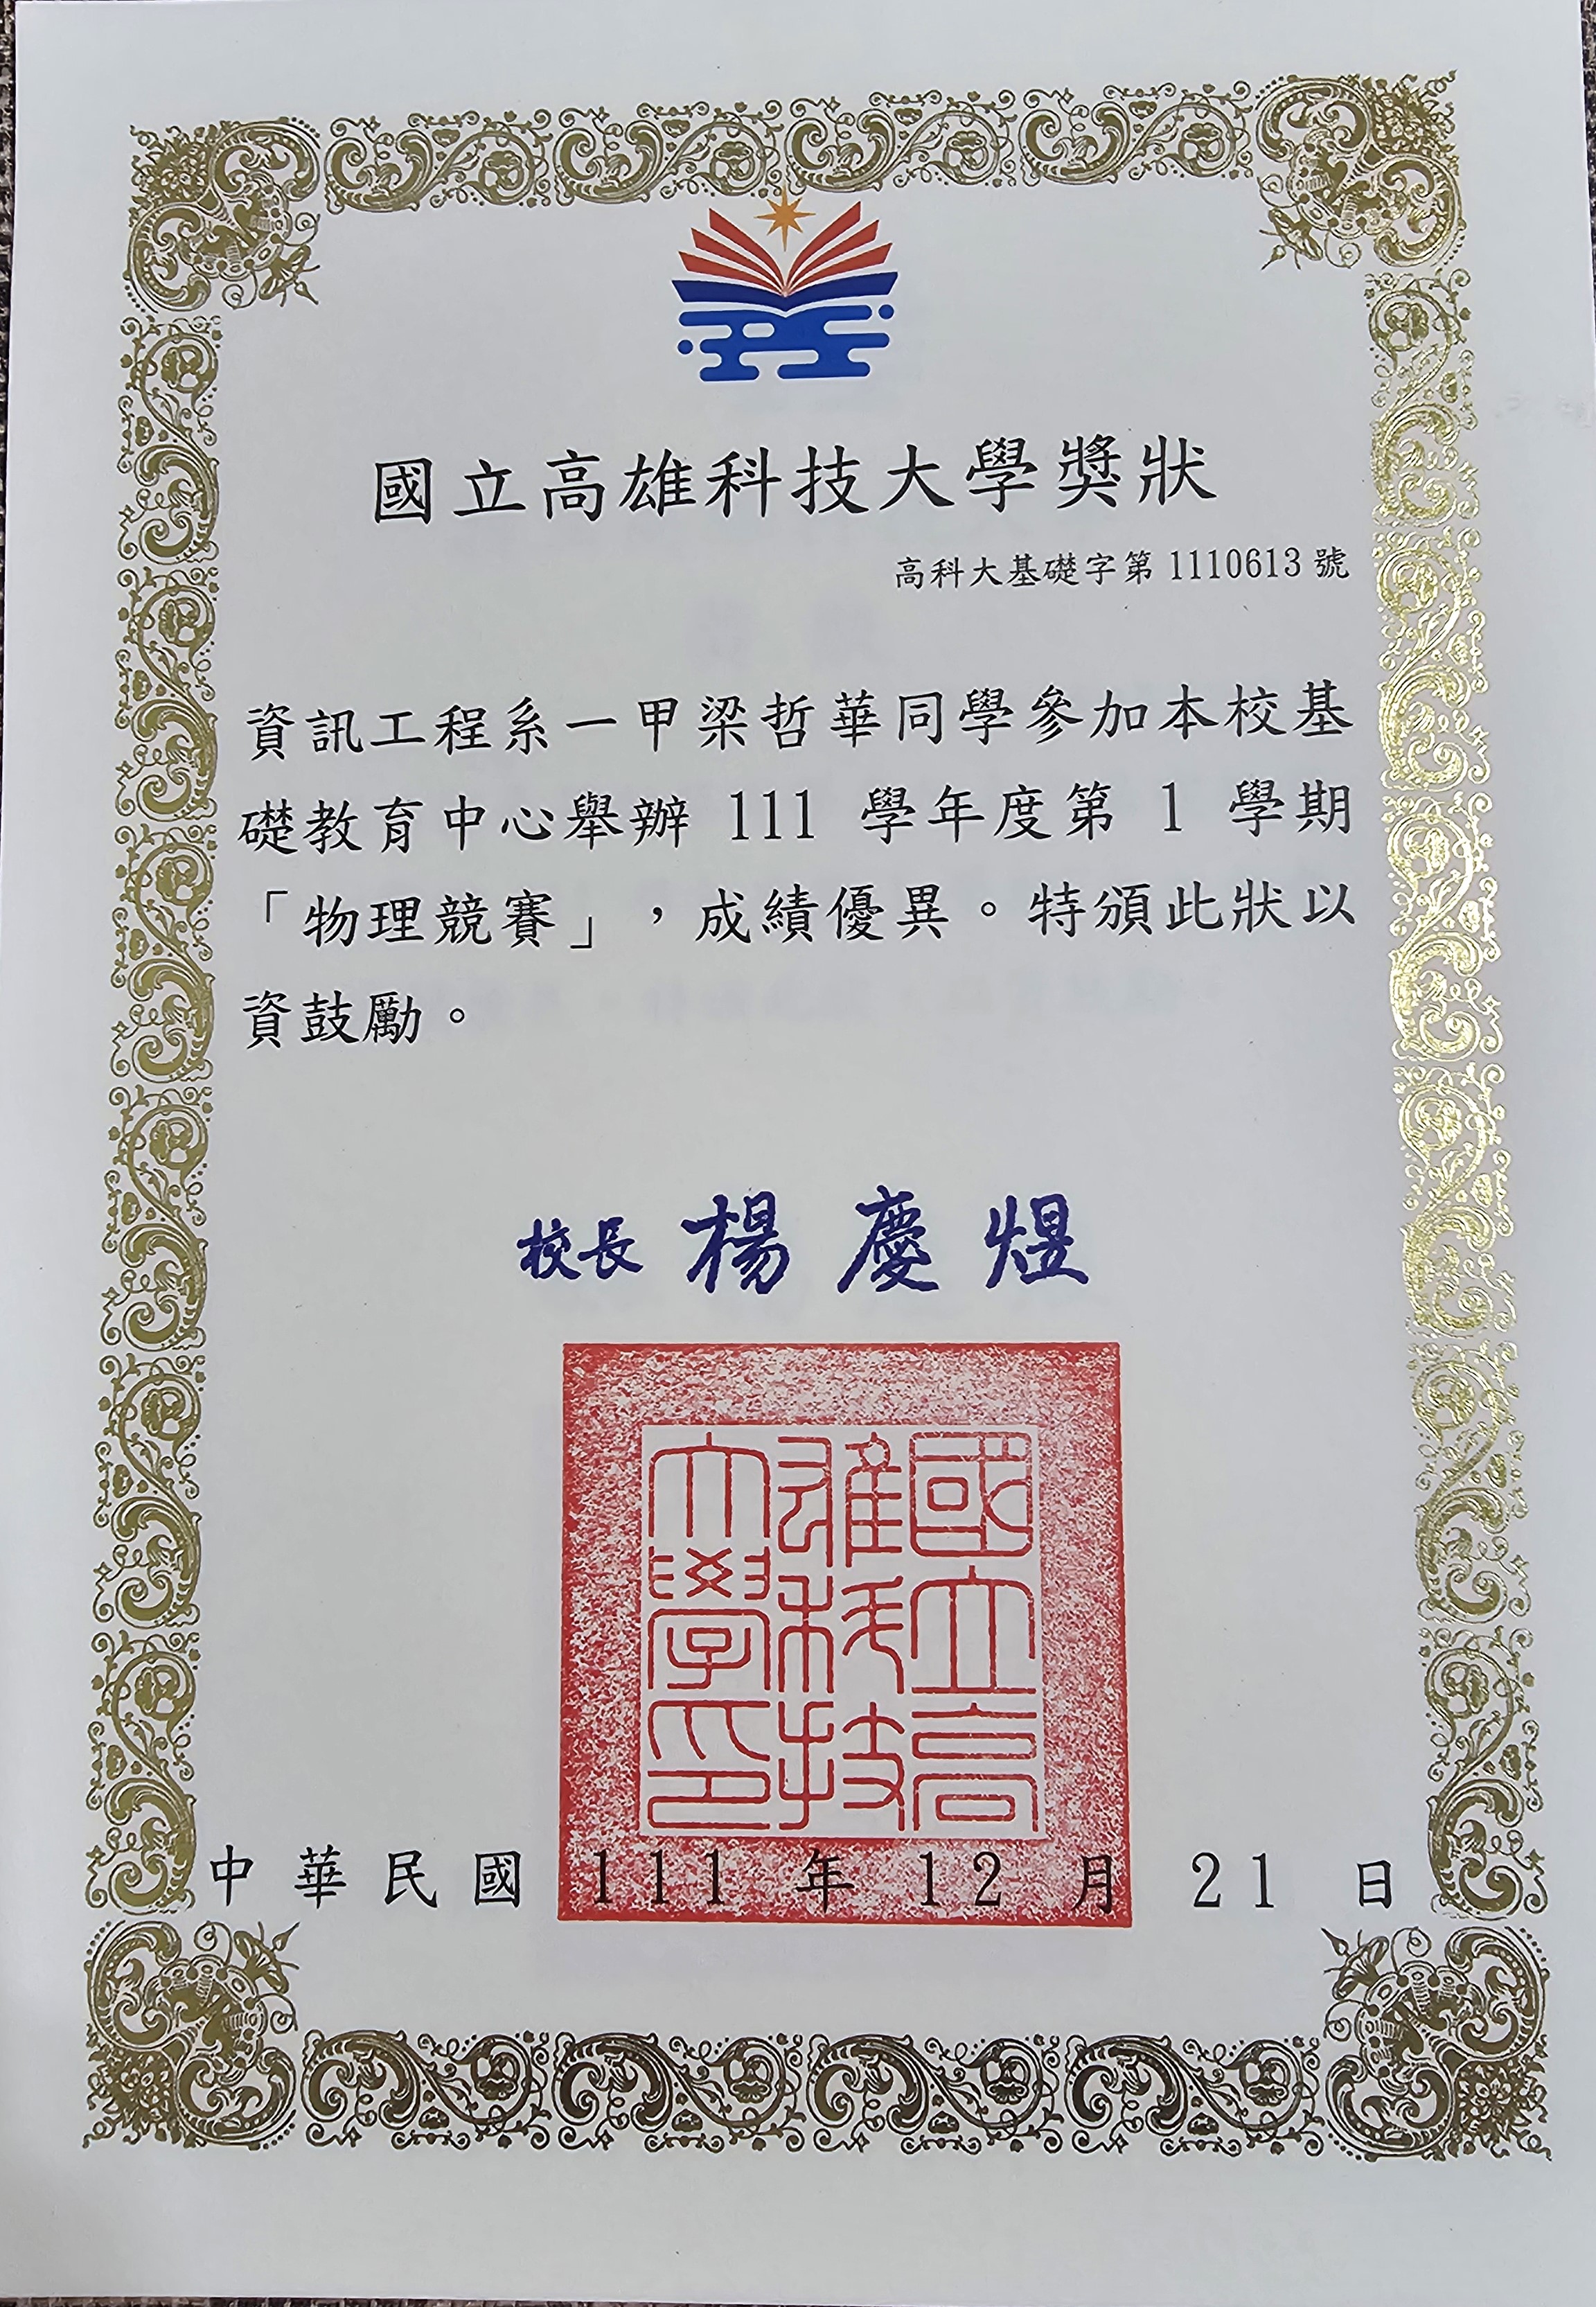 國立高雄科技大學獎狀
高科大基礎字第 1110613 號
資訊工程系一甲梁哲華同學參加本校基
礎教育中心舉辦 111 學年度第 1 學期
「物理競賽」，成績優異。特頒此狀以
資鼓勵。
校長 楊慶煜
國立高
雄科技
大學印
中華民國 111 年 12 月 21 日